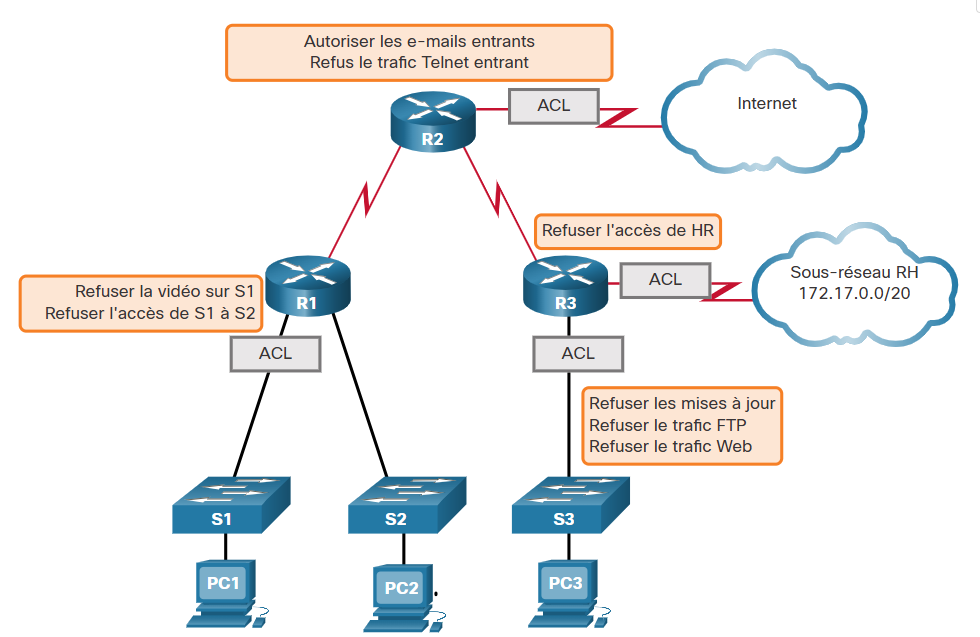 Autoriser les e-mails entrants
Refus le trafic Telnet entrant
ACL
Internet
R2
Refuser l'accès de HR
Refuser la vidéo sur S1
Refuser l'accès de S1 à S2
R1
R3
ACL
Sous-réseau RH
172.17.0.0/20
ACL
ACL
Refuser les mises à jour
Refuser le trafic FTP
Refuser le trafic Web
S1
S2
S3
PC1
PC2
PC3